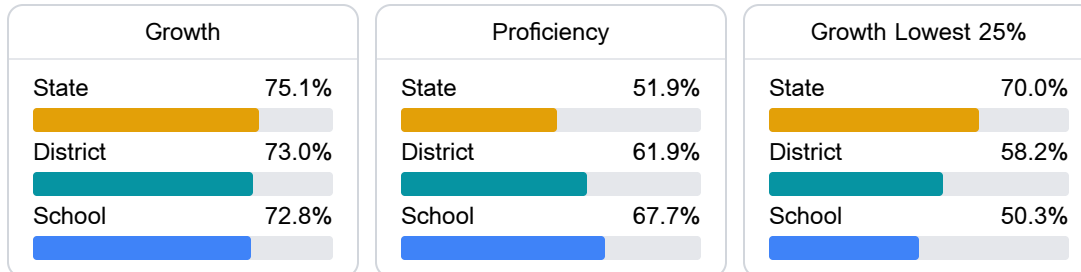 Growth
State 75.1%
District 73.0%
School 72.8%
Proficiency
State 51.9%
District 61.9%
School 67.7%
Growth Lowest 25%
State 70.0%
District 58.2%
School 50.3%